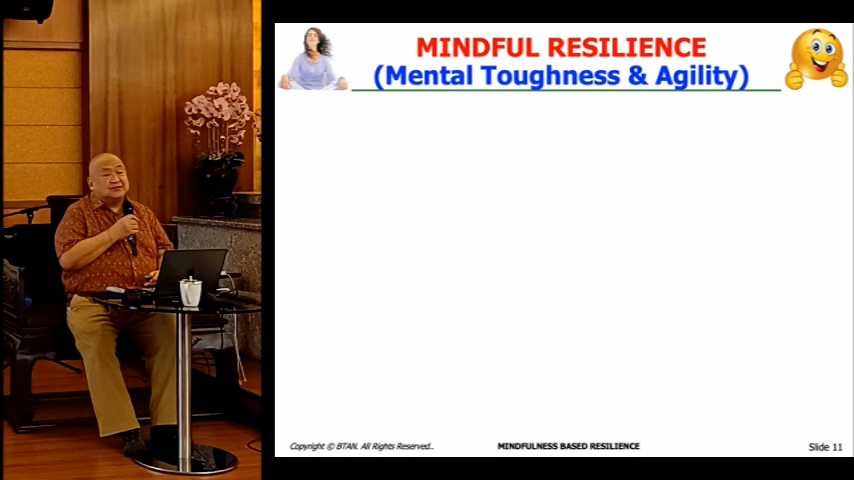 MINDFUL RESILIENCE
(Mental Toughness & Agility)
Copyright © BTAN. All Rights Reserved..
MINDFULNESS BASED RESILIENCE
Slide 11